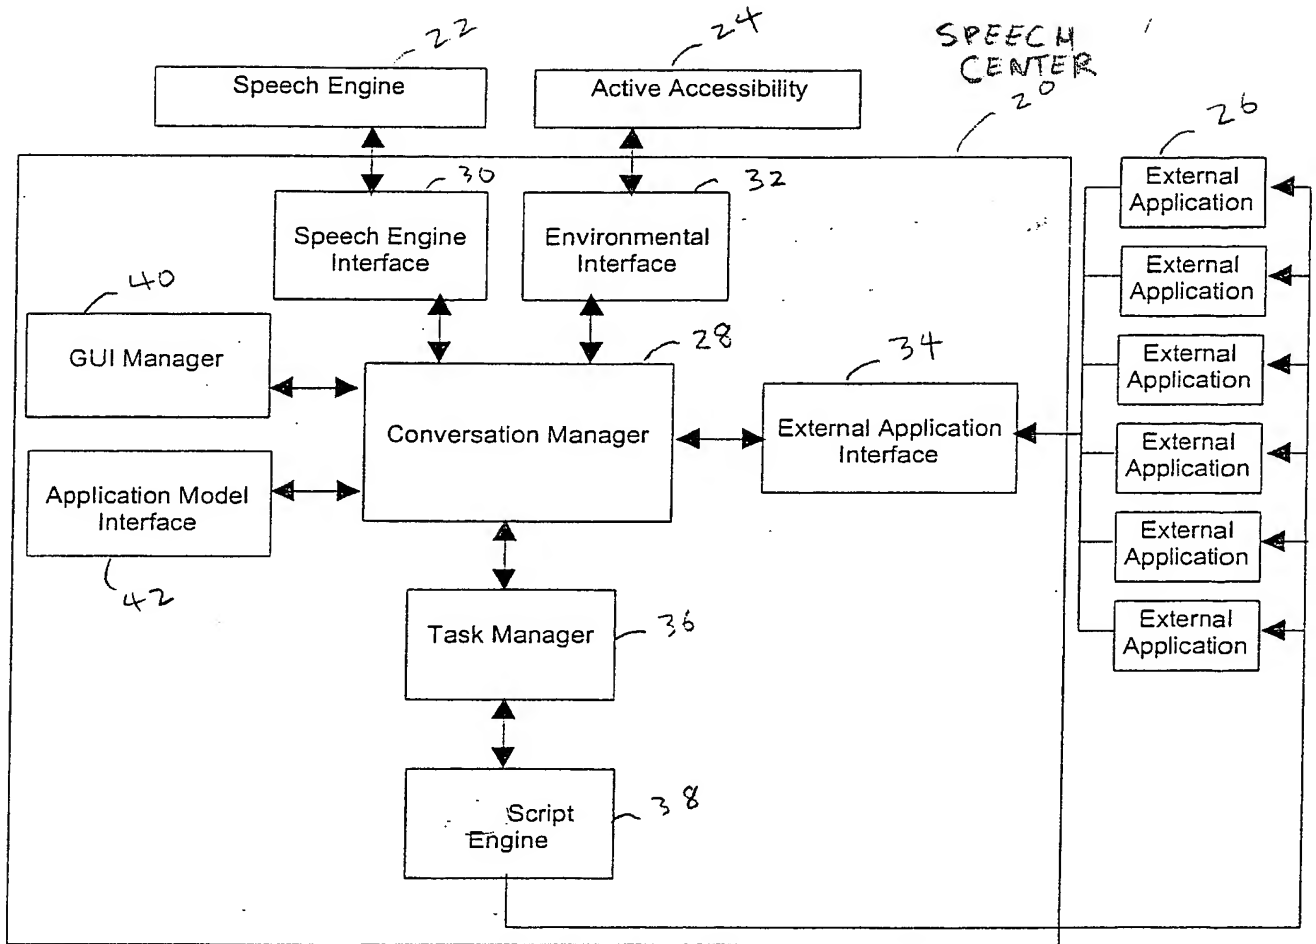 SPEECH
CENTER
22
24
20
26
Speech Engine
Active Accessibility
30
32
Speech Engine
Interface
Environmental
Interface
External
Application
External
Application
External
Application
External
Application
External
Application
External
Application
40
GUI Manager
28
34
Conversation Manager
External Application
Interface
Application Model
Interface
42
Task Manager
36
Script
Engine
38